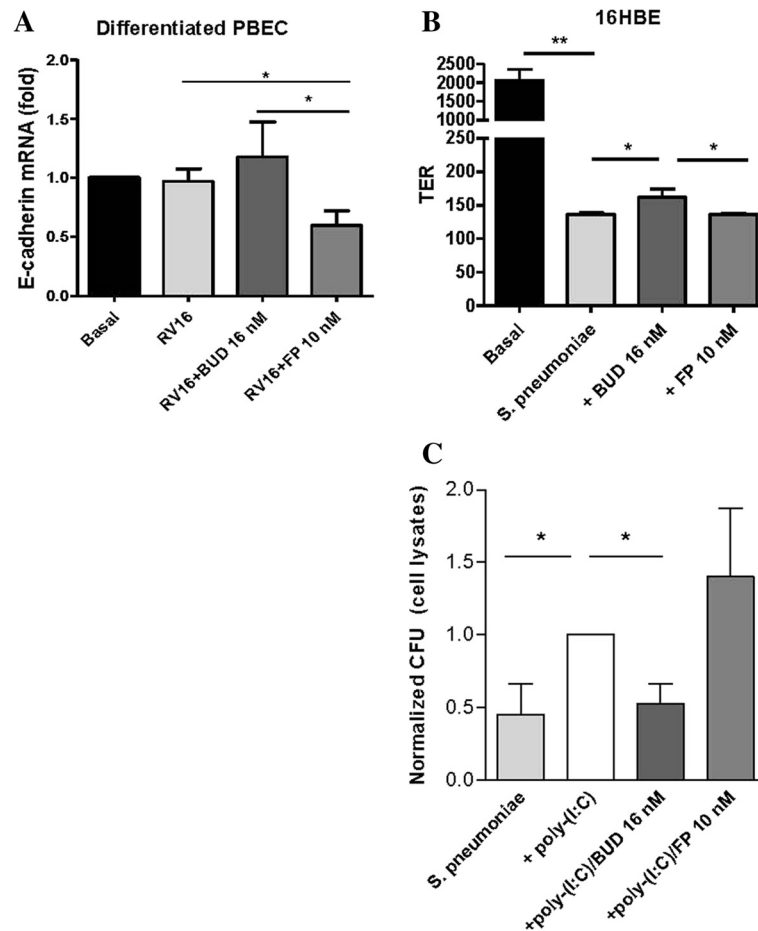 A
Differentiated PBEC
E-cadherin mRNA (fold)
2.0
1.5
1.0
0.5
0.0
*
*
Basal
RV16
RV16+BUD 16 nM
RV16+FP 10 nM
B
16HBE
TER
2500
2000
1500
1000
250
200
150
100
50
0
**
*
*
Basal
S. pneumoniae
+ BUD 16 nM
+ FP 10 nM
C
Normalized CFU (cell lysates)
2.0
1.5
1.0
0.5
0.0
*
*
S. pneumoniae
+ poly-(I:C)
+poly-(I:C)/BUD 16 nM
+poly-(I:C)/FP 10 nM